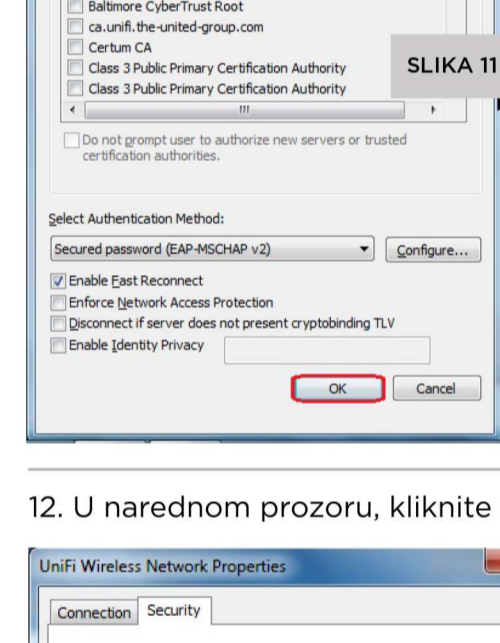 Baltimore CyberTrust Root
ca.unifi.the-united-group.com
Certum CA
Class 3 Public Primary Certification Authority
SLIKA 11
Class 3 Public Primary Certification Authority
Do not prompt user to authorize new servers or trusted
certification authorities.
Select Authentication Method:
Secured password (EAP-MSCHAP v2)
Configure...
Enable Fast Reconnect
Enforce Network Access Protection
Disconnect if server does not present cryptobinding TLV
Enable Identity Privacy
OK
Cancel
12. U narednom prozoru, kliknite
UniFi Wireless Network Properties
Connection
Security